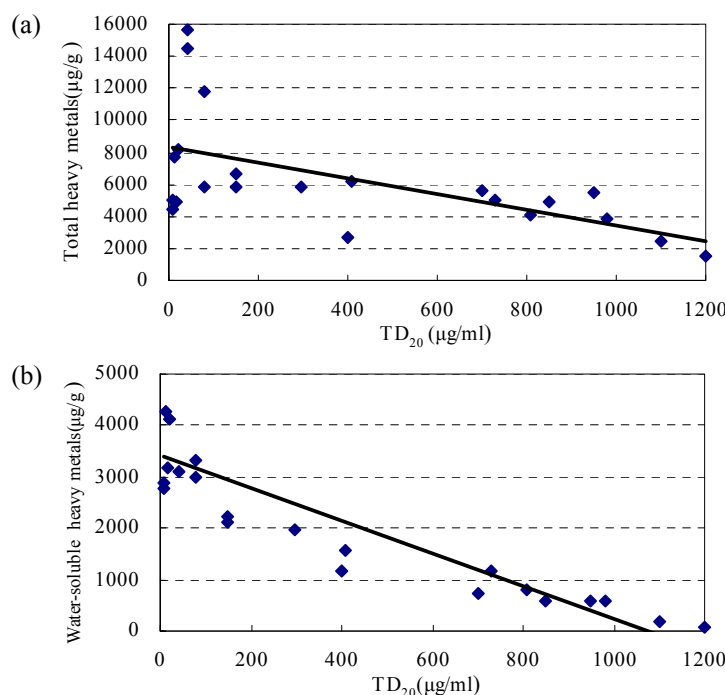 (a)
Total heavy metals(μg/g)
16000
14000
12000
10000
8000
6000
4000
2000
0
0 200 400 600 800 1000 1200
TD₂₀ (μg/ml)
(b)
Water-soluble heavy metals(μg/g)
5000
4000
3000
2000
1000
0
0 200 400 600 800 1000 1200
TD₂₀(μg/ml)